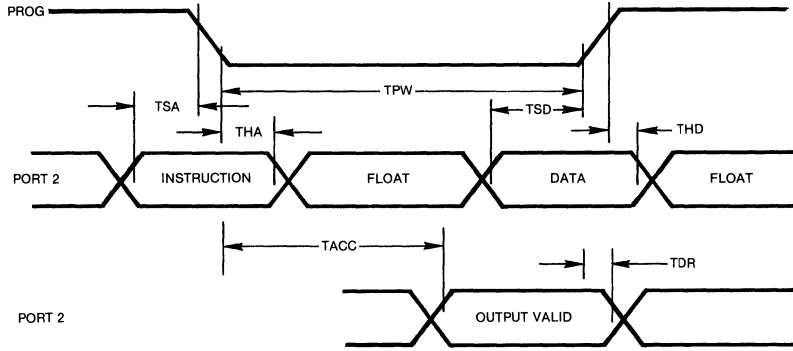 PROG
TPW
TSA
TSD
THA
THD
PORT 2
INSTRUCTION
FLOAT
DATA
FLOAT
TACC
TDR
PORT 2
OUTPUT VALID